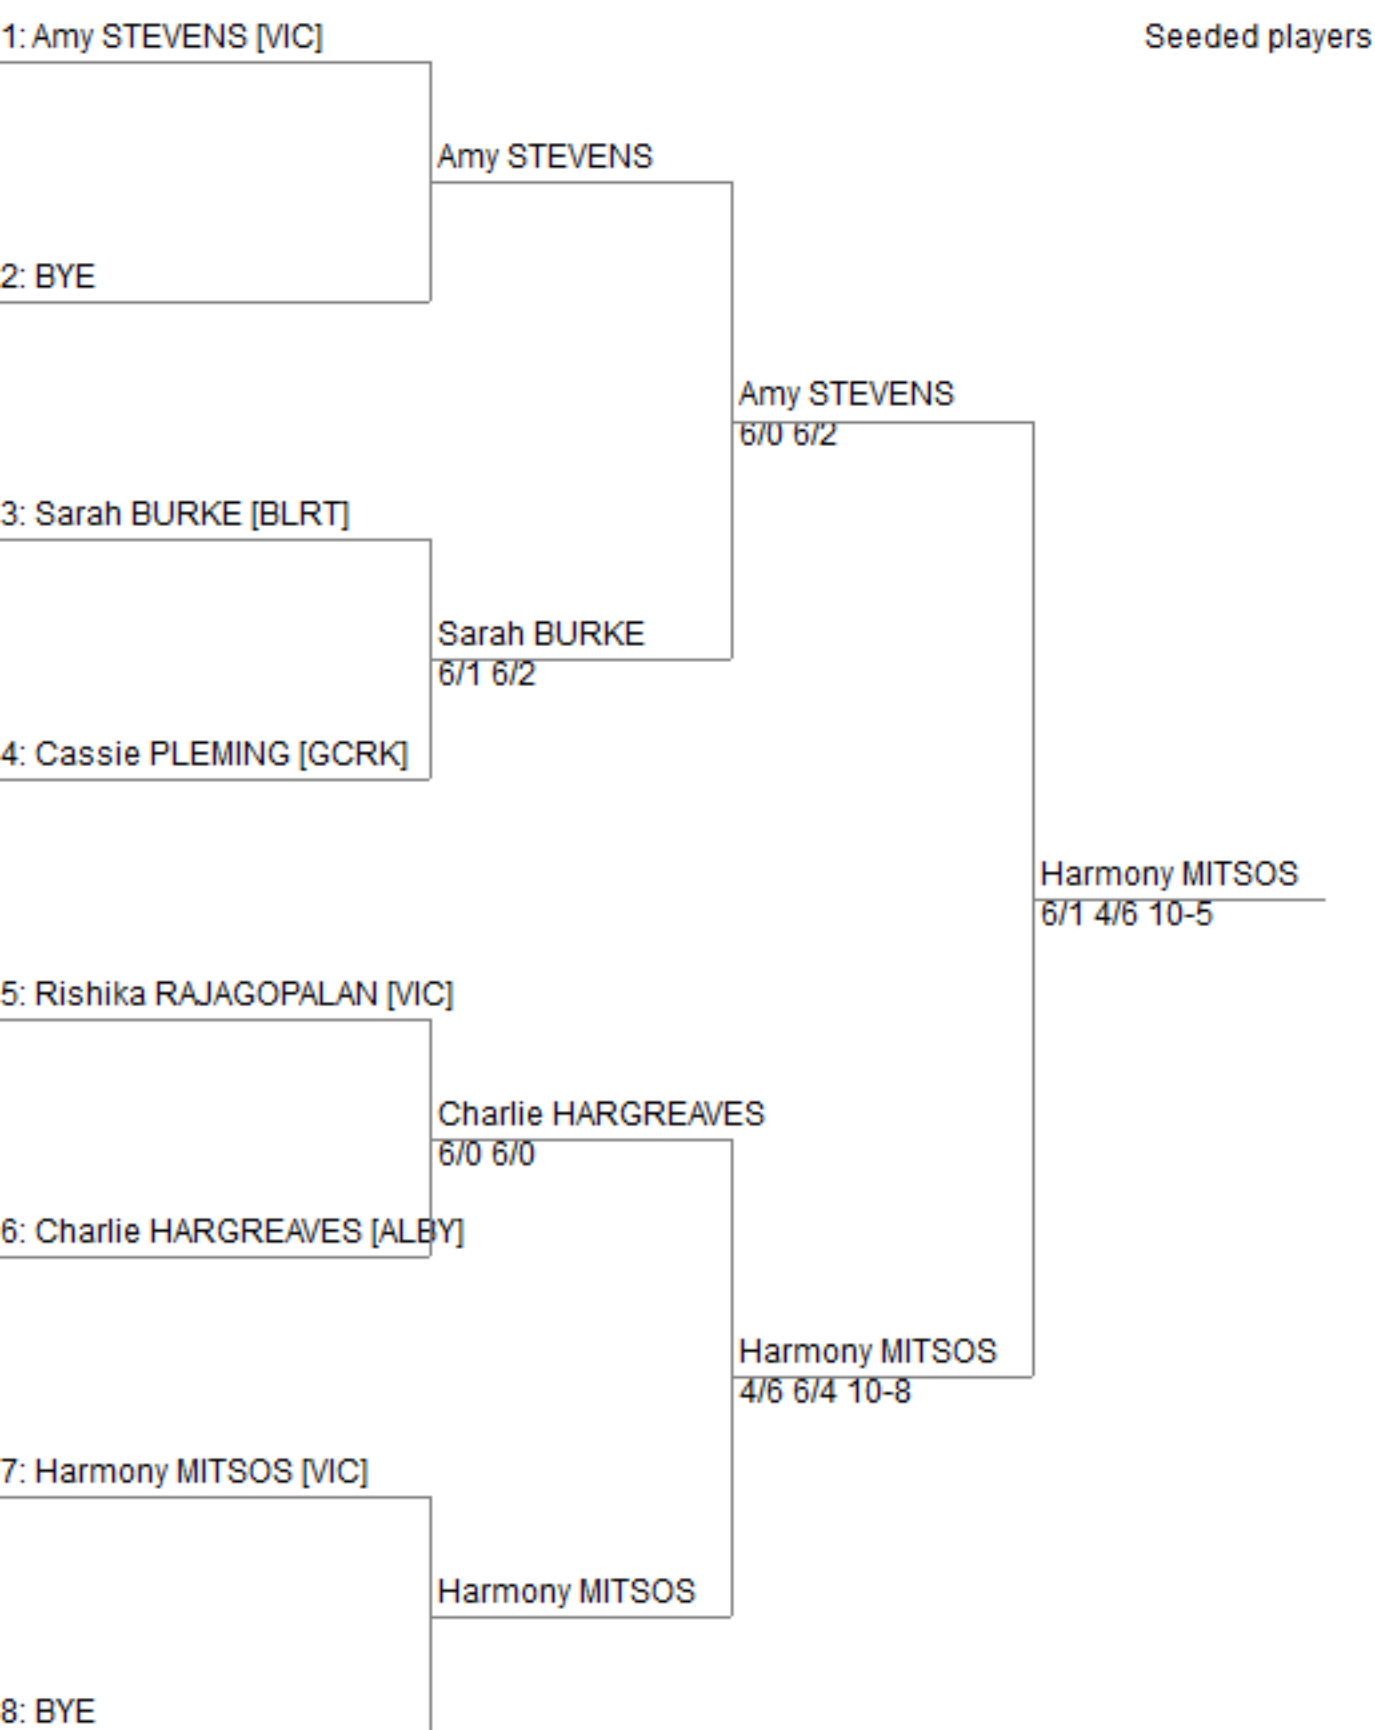 1: Amy STEVENS [VIC]
Seeded players
Amy STEVENS
2: BYE
Amy STEVENS
6/0 6/2
3: Sarah BURKE [BLRT]
Sarah BURKE
6/1 6/2
4: Cassie PLEMING [GCRK]
Harmony MITSOS
6/1 4/6 10-5
5: Rishika RAJAGOPALAN [VIC]
Charlie HARGREAVES
6/0 6/0
6: Charlie HARGREAVES [ALBY]
Harmony MITSOS
4/6 6/4 10-8
7: Harmony MITSOS [VIC]
Harmony MITSOS
8: BYE